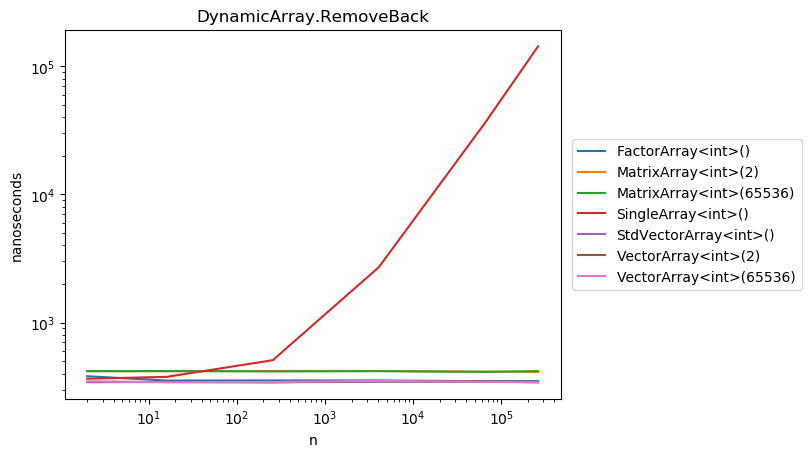 DynamicArray.RemoveBack
10^5
10^4
10^3
nanoseconds
10^1
10^2
10^3
10^4
10^5
n
FactorArray<int>()
MatrixArray<int>(2)
MatrixArray<int>(65536)
SingleArray<int>()
StdVectorArray<int>()
VectorArray<int>(2)
VectorArray<int>(65536)